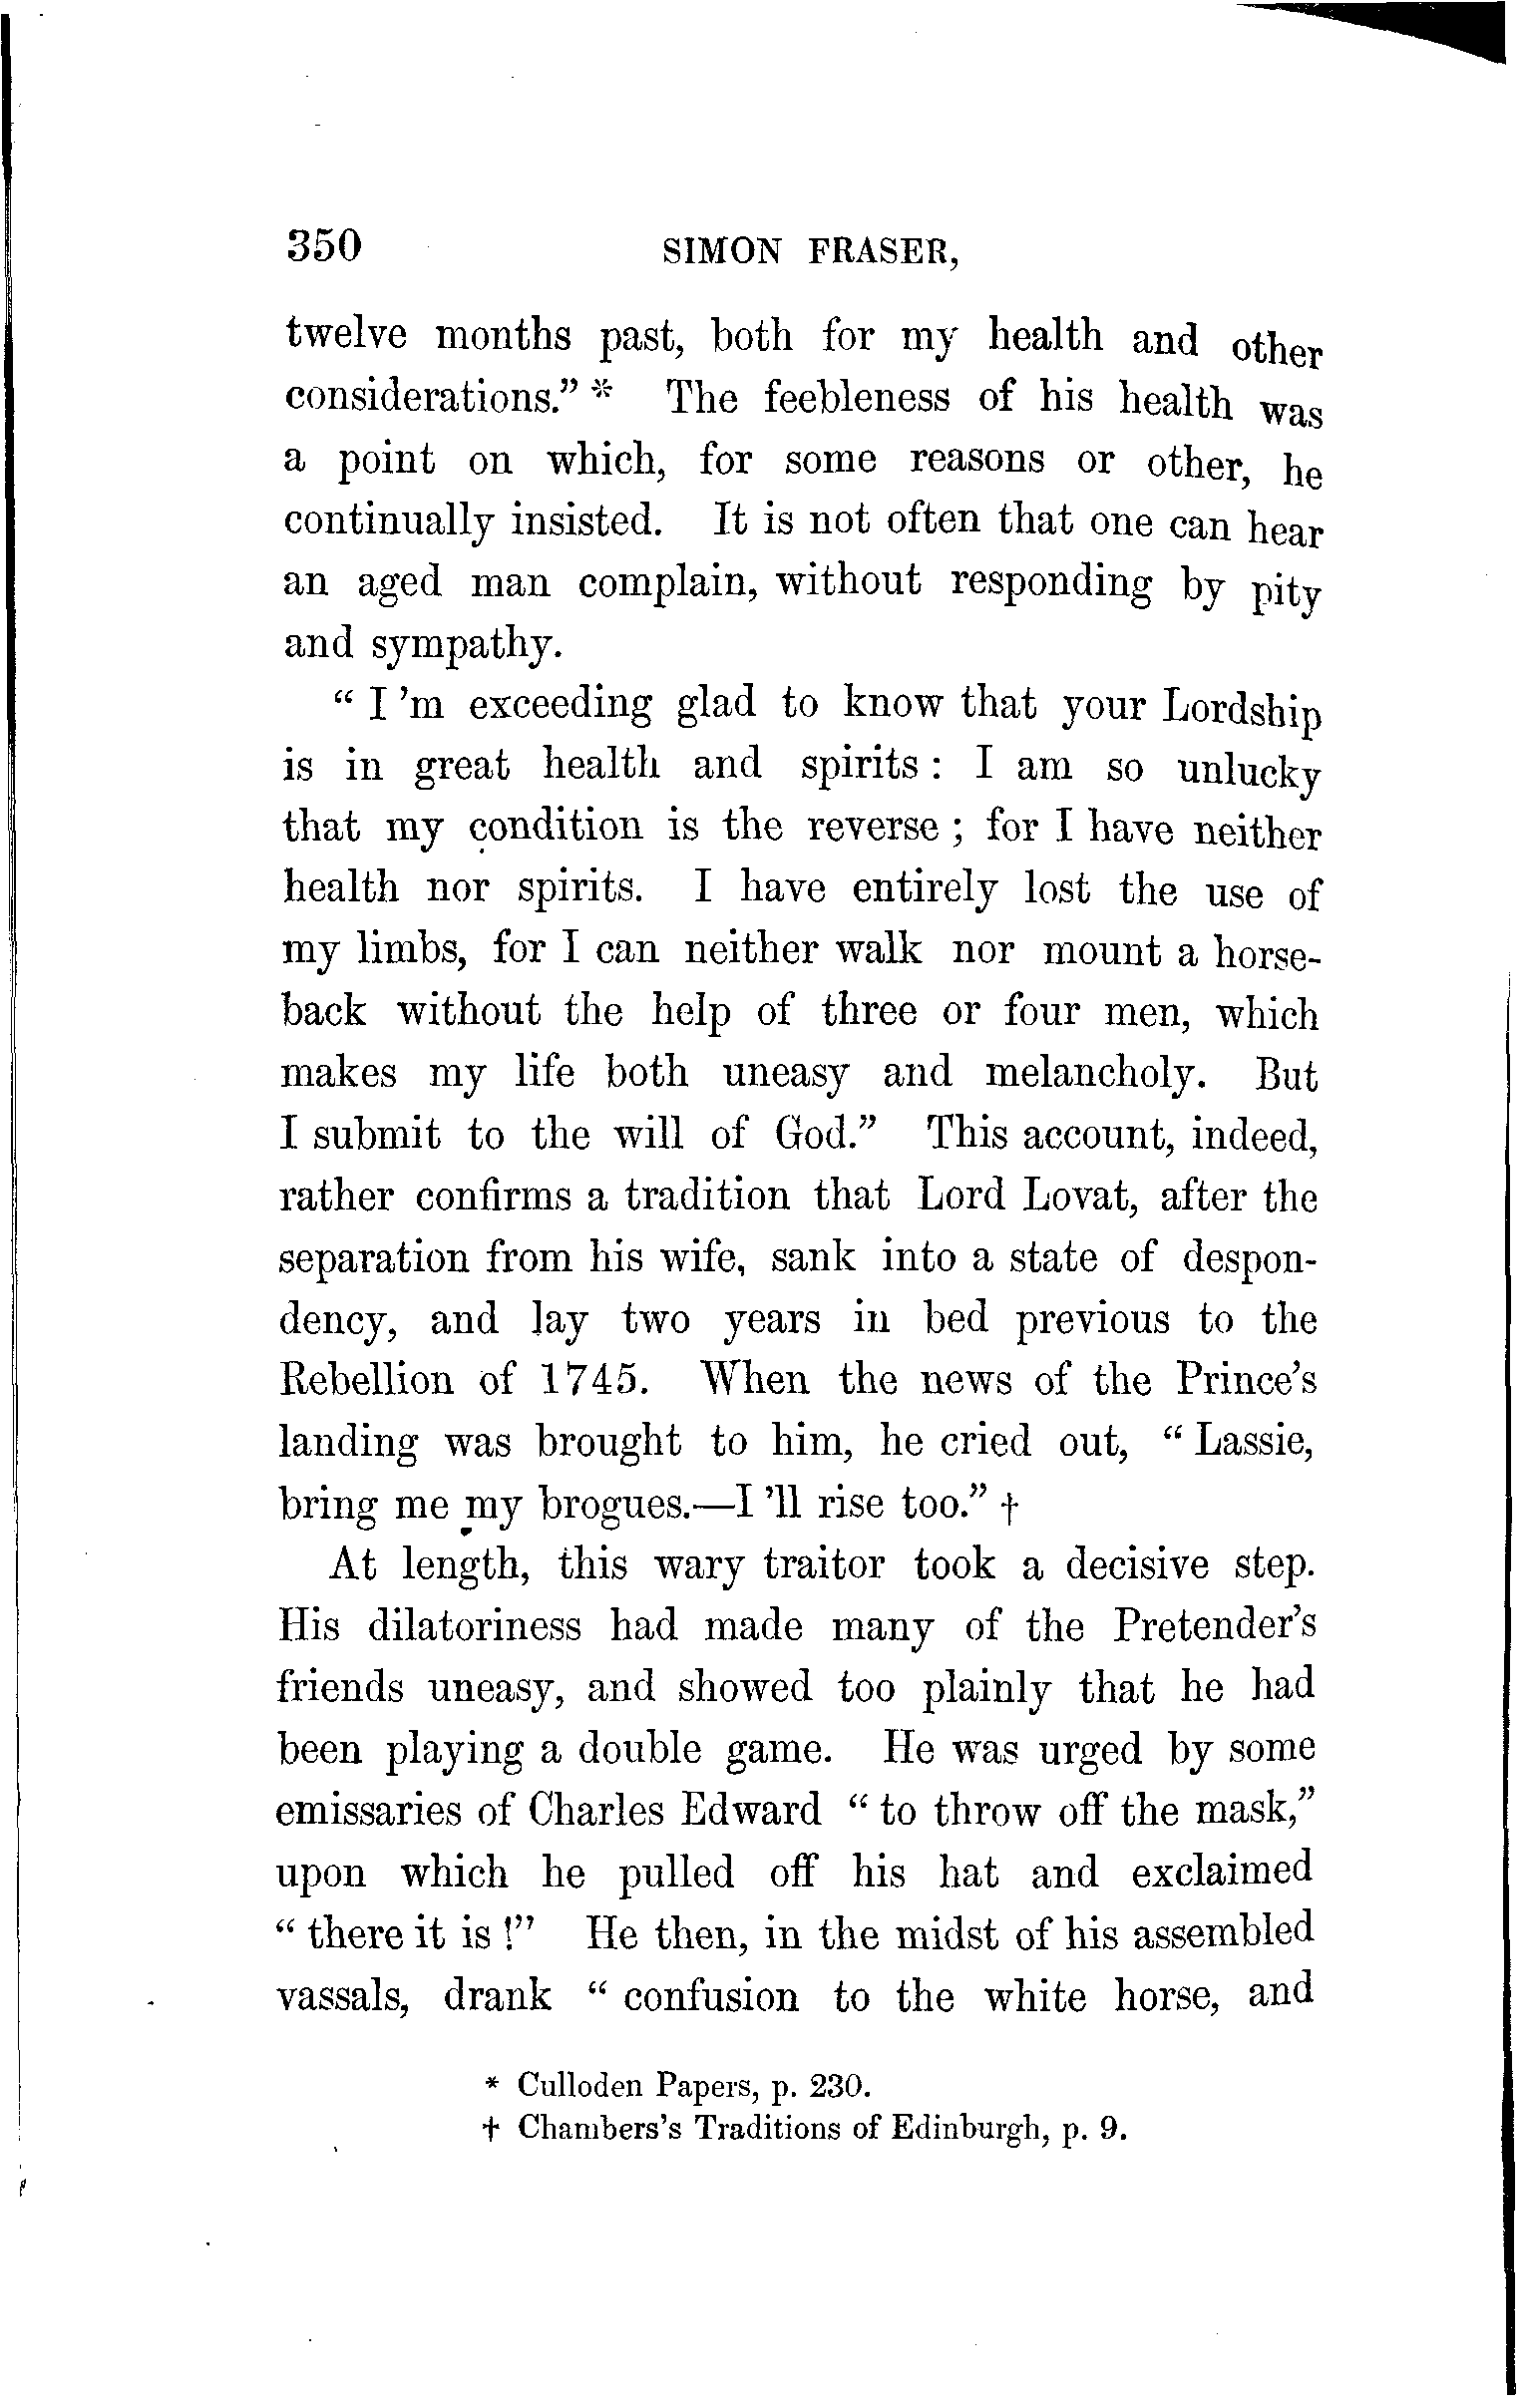 350 SIMON FRASER,
twelve months past, both for my health and other
considerations." * The feebleness of his health was
a point on which, for some reasons or other, he
continually insisted. It is not often that one can hear
an aged man complain, without responding by pity
and sympathy.
" I 'm exceeding glad to know that your Lordship
is in great health and spirits : I am so unlucky
that my condition is the reverse ; for I have neither
health nor spirits. I have entirely lost the use of
my limbs, for I can neither walk nor mount a horse-
back without the help of three or four men, which
makes my life both uneasy and melancholy. But
I submit to the will of God." This account, indeed,
rather confirms a tradition that Lord Lovat, after the
separation from his wife, sank into a state of despon-
dency, and lay two years in bed previous to the
Rebellion of 1745. When the news of the Prince's
landing was brought to him, he cried out, " Lassie,
bring me my brogues.—I 'll rise too." †
At length, this wary traitor took a decisive step.
His dilatoriness had made many of the Pretender's
friends uneasy, and showed too plainly that he had
been playing a double game. He was urged by some
emissaries of Charles Edward " to throw off the mask,"
upon which he pulled off his hat and exclaimed
" there it is !" He then, in the midst of his assembled
vassals, drank " confusion to the white horse, and
* Culloden Papers, p. 230.
† Chambers's Traditions of Edinburgh, p. 9.